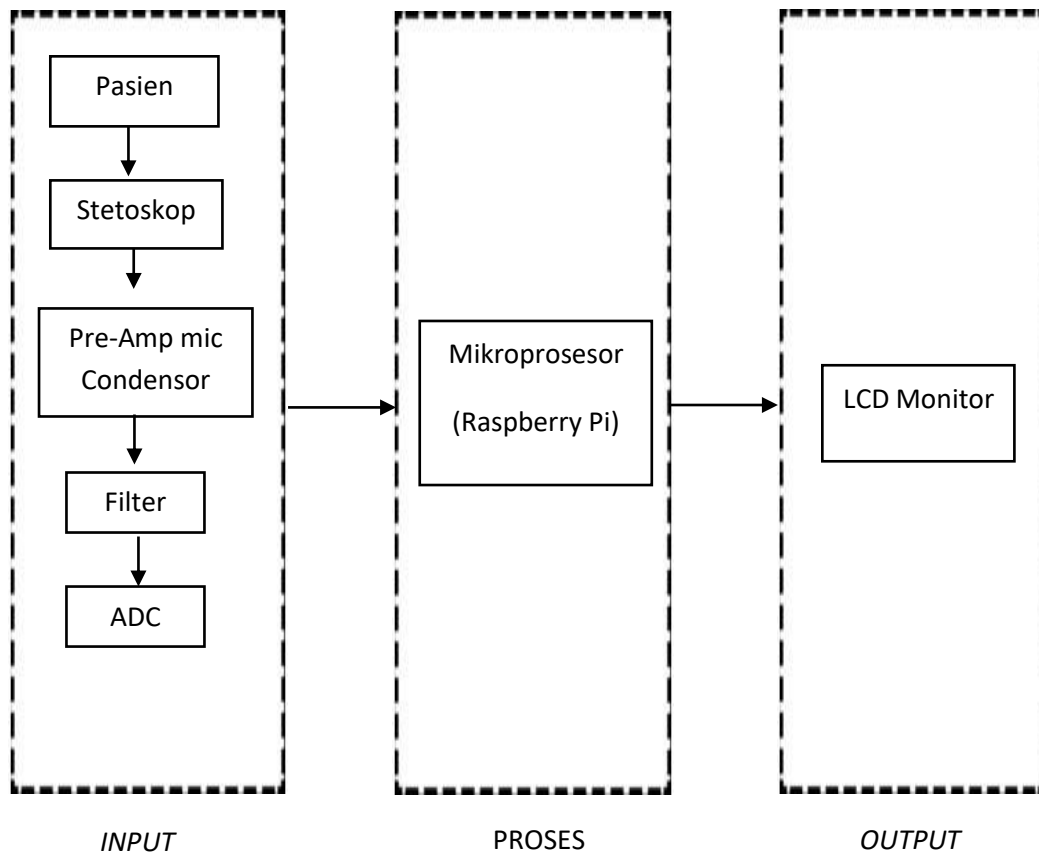 Pasien
Stetoskop
Pre-Amp mic
Condensor
Filter
ADC
Mikroprosesor
(Raspberry Pi)
LCD Monitor
INPUT
PROSES
OUTPUT